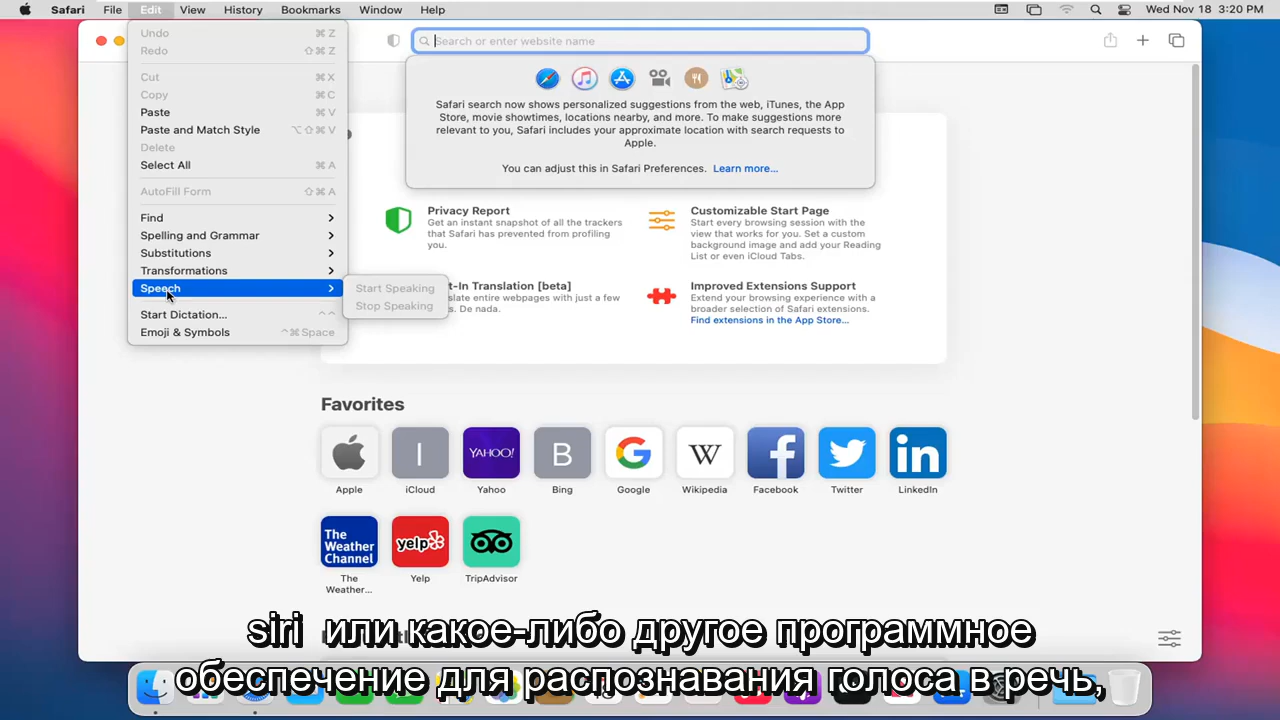 Safari File Edit View History Bookmarks Window Help Wed Nov 18 3:20 PM
Undo ⌘ Z
Redo ⇧ ⌘ Z
Cut ⌘ X
Copy ⌘ C
Paste ⌘ V
Paste and Match Style ⌥ ⇧ ⌘ V
Delete
Select All ⌘ A
AutoFill Form ⇧ ⌘ A
Find
Spelling and Grammar
Substitutions
Transformations
Speech
Start Dictation...
Emoji & Symbols ^⌘Space
Start Speaking
Stop Speaking
Search or enter website name
Safari search now shows personalized suggestions from the web, iTunes, the App
Store, movie showtimes, locations nearby, and more. To make suggestions more
relevant to you, Safari includes your approximate location with search requests to
Apple.
You can adjust this in Safari Preferences. Learn more...
Privacy Report
Get an instant snapshot of all the trackers
that Safari has prevented from profiling
you.
Customizable Start Page
Start every browsing session with the
view that works for you. Set a custom
background image and add your Reading
List or even iCloud Tabs.
t-In Translation [beta]
slate entire webpages with just a few
. De nada.
Improved Extensions Support
Extend your browsing experience with a
broader selection of Safari extensions.
Find extensions in the App Store...
Favorites
I
YAHOO!
B
W
Apple iCloud Yahoo Bing Google Wikipedia Facebook Twitter LinkedIn
The
Weather
Channel
yelp
The
Weather...
Yelp TripAdvisor
siri или какое-либо другое программное
обеспечение для распознавания голоса в речь,